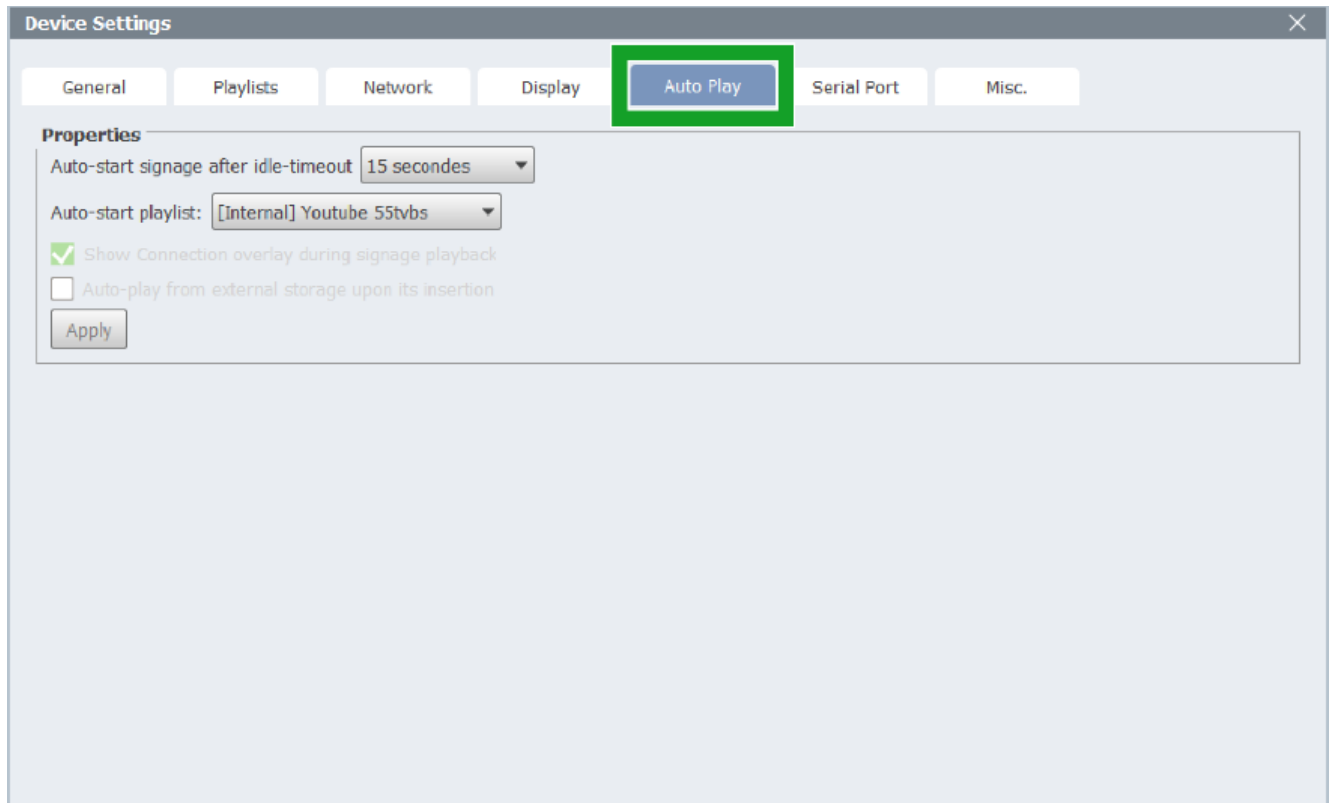 Device Settings
General Playlists Network Display Auto Play Serial Port Misc.
Properties
Auto-start signage after idle-timeout 15 secondes
Auto-start playlist: [Internal] Youtube 55tvbs
Show Connection overlay during signage playback
Auto-play from external storage upon its insertion
Apply